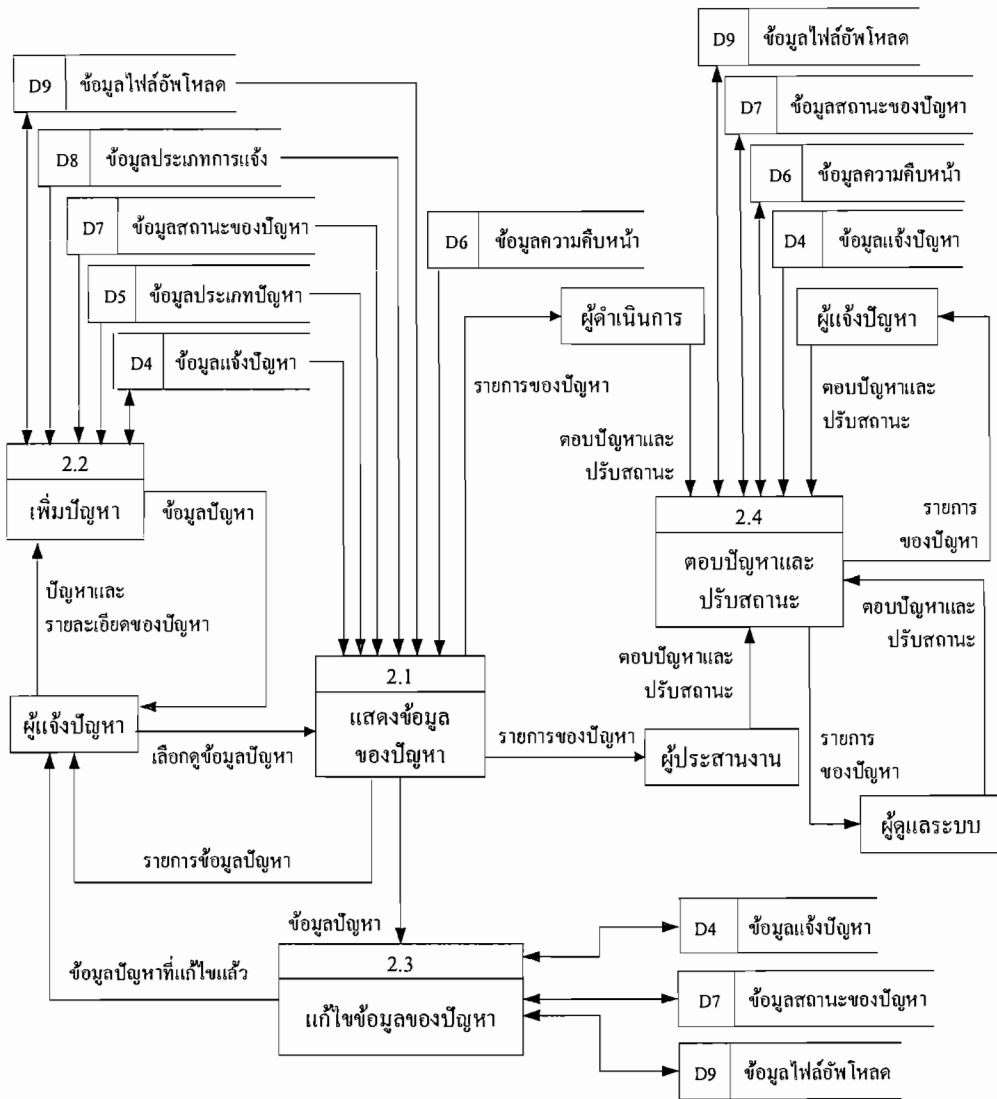 D9 ข้อมูลไฟล์อัพโหลด
D8 ข้อมูลประเภทการแจ้ง
D7 ข้อมูลสถานะของปัญหา
D5 ข้อมูลประเภทปัญหา
D4 ข้อมูลแจ้งปัญหา
D6 ข้อมูลความคืบหน้า
D9 ข้อมูลไฟล์อัพโหลด
D7 ข้อมูลสถานะของปัญหา
D6 ข้อมูลความคืบหน้า
D4 ข้อมูลแจ้งปัญหา
ผู้ดำเนินการ
ผู้แจ้งปัญหา
รายการของปัญหา
ตอบปัญหาและ
ปรับสถานะ
ตอบปัญหาและ
ปรับสถานะ
2.2
เพิ่มปัญหา
ข้อมูลปัญหา
2.4
ตอบปัญหาและ
ปรับสถานะ
รายการ
ของปัญหา
ปัญหาและ
รายละเอียดของปัญหา
ตอบปัญหาและ
ปรับสถานะ
ตอบปัญหาและ
ปรับสถานะ
ผู้แจ้งปัญหา
เลือกดูข้อมูลปัญหา
2.1
แสดงข้อมูล
ของปัญหา
รายการของปัญหา
ผู้ประสานงาน
รายการ
ของปัญหา
ผู้ดูแลระบบ
รายการข้อมูลปัญหา
ข้อมูลปัญหา
ข้อมูลปัญหาที่แก้ไขแล้ว
2.3
แก้ไขข้อมูลของปัญหา
D4 ข้อมูลแจ้งปัญหา
D7 ข้อมูลสถานะของปัญหา
D9 ข้อมูลไฟล์อัพโหลด